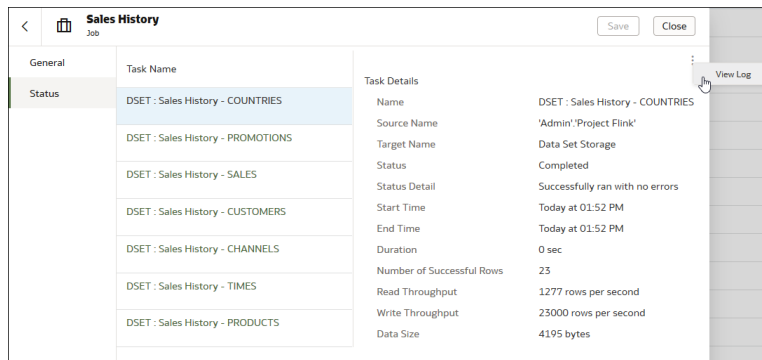 Sales History
Job
Save
Close
General
Status
Task Name
DSET : Sales History - COUNTRIES
DSET : Sales History - PROMOTIONS
DSET : Sales History - SALES
DSET : Sales History - CUSTOMERS
DSET : Sales History - CHANNELS
DSET : Sales History - TIMES
DSET : Sales History - PRODUCTS
View Log
Task Details
Name DSET : Sales History - COUNTRIES
Source Name 'Admin'.'Project Flink'
Target Name Data Set Storage
Status Completed
Status Detail Successfully ran with no errors
Start Time Today at 01:52 PM
End Time Today at 01:52 PM
Duration 0 sec
Number of Successful Rows 23
Read Throughput 1277 rows per second
Write Throughput 23000 rows per second
Data Size 4195 bytes